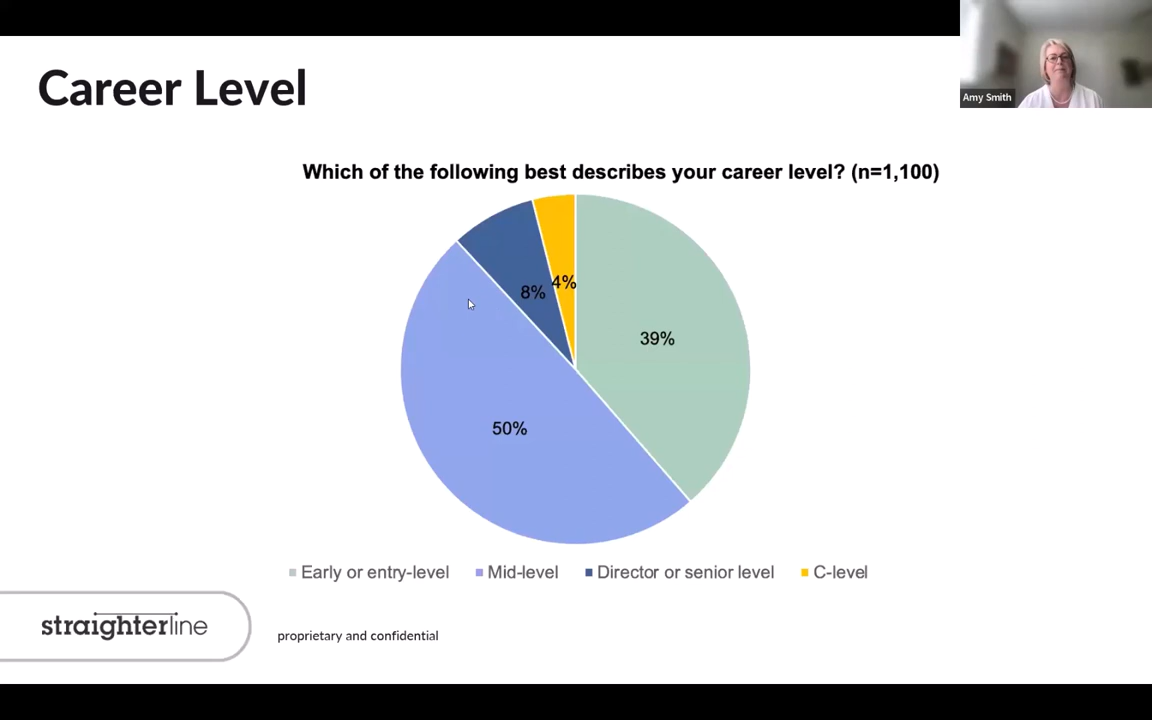 Career Level
Amy Smith
Which of the following best describes your career level? (n=1,100)
4%
8%
39%
50%
Early or entry-level Mid-level Director or senior level C-level
straighterline
proprietary and confidential